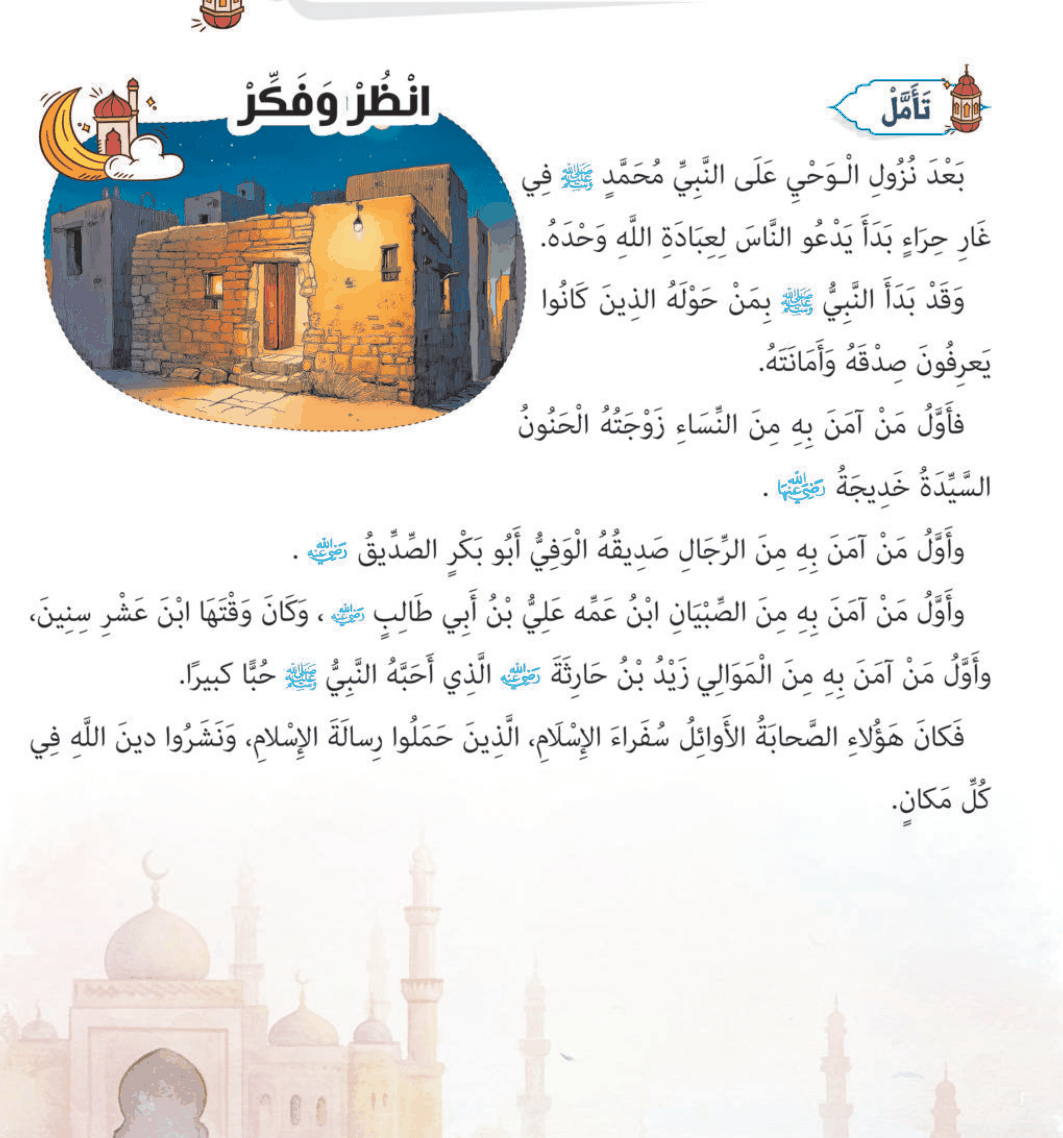 انْظُرْ وَفَكِّرْ
تَأَمَّلْ
بَعْدَ نُزُولِ الْـوَحْيِ عَلَى النَّبِيِّ مُحَمَّدٍ ﷺ فِي
غَارِ حِرَاءٍ بَدَأَ يَدْعُو النَّاسَ لِعِبَادَةِ اللَّهِ وَحْدَهُ.
وَقَدْ بَدَأَ النَّبِيُّ ﷺ بِمَنْ حَوْلَهُ الذِينَ كَانُوا
يَعرِفُونَ صِدْقَهُ وَأَمَانَتَهُ.
فأَوَّلُ مَنْ آمَنَ بِهِ مِنَ النِّسَاءِ زَوْجَتُهُ الْحَنُونُ
السَّيِّدَةُ خَدِيجَةُ رَضِيَ اللَّهُ عَنْهَا .
وأَوَّلُ مَنْ آمَنَ بِهِ مِنَ الرِّجَالِ صَدِيقُهُ الْوَفِيُّ أَبُو بَكْرٍ الصِّدِّيقُ رَضِيَ اللَّهُ عَنْهُ .
وأَوَّلُ مَنْ آمَنَ بِهِ مِنَ الصِّبْيَانِ ابْنُ عَمِّه عَلِيُّ بْنُ أَبِي طَالِبٍ رَضِيَ اللَّهُ عَنْهُ ، وَكَانَ وَقْتَهَا ابْنَ عَشْرِ سِنِينَ،
وأَوَّلُ مَنْ آمَنَ بِهِ مِنَ الْمَوَالِي زَيْدُ بْنُ حَارِثَةَ رَضِيَ اللَّهُ عَنْهُ الَّذِي أَحَبَّهُ النَّبِيُّ ﷺ حُبًّا كبيرًا.
فَكانَ هَؤُلاءِ الصَّحابَةُ الأَوائِلُ سُفَراءَ الإِسْلَامِ، الَّذِينَ حَمَلُوا رِسالَةَ الإِسْلامِ، وَنَشَرُوا دينَ اللَّهِ فِي
كُلِّ مَكانٍ.